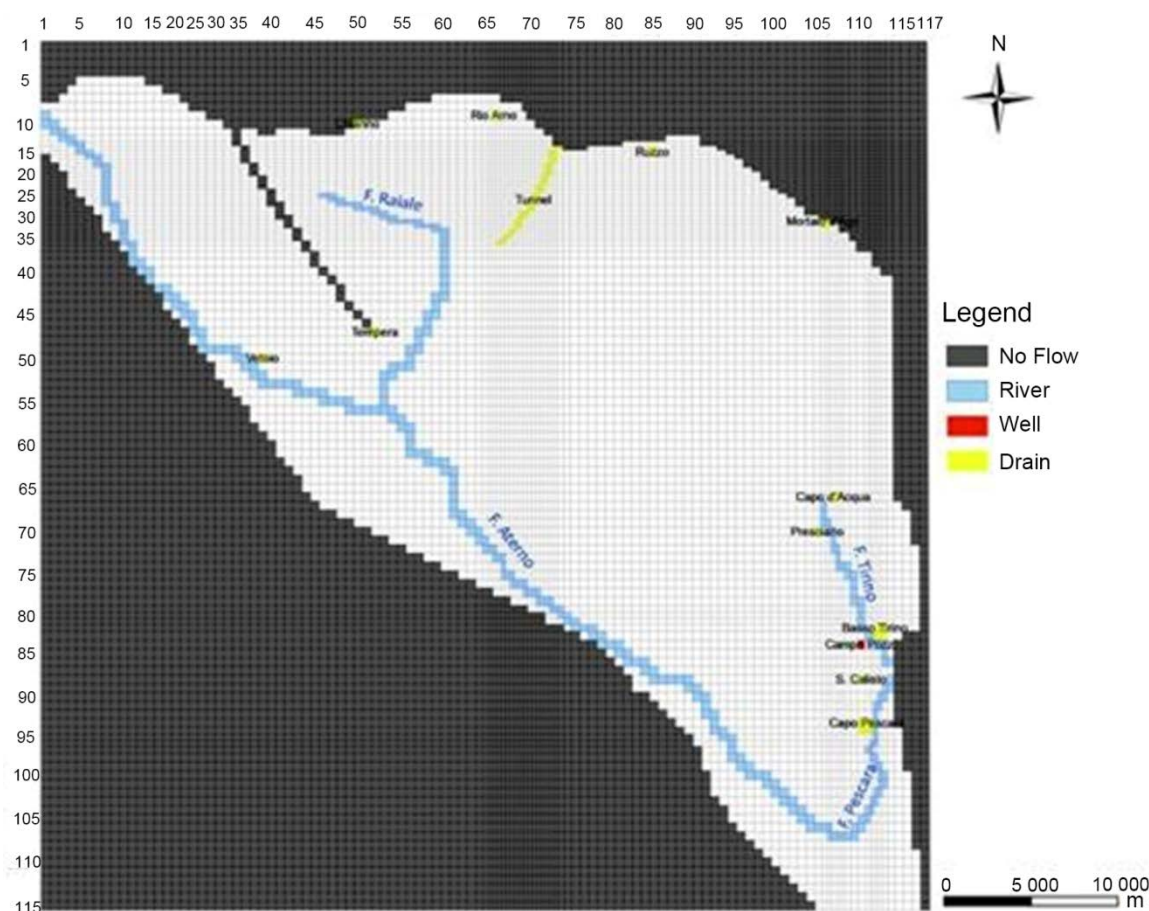 1 5 10 15 20 25 30 35 40 45 50 55 60 65 70 75 80 85 90 95 100 105 110 115 117
N
1
5
10
15
20
25
30
35
40
45
50
55
60
65
70
75
80
85
90
95
100
105
110
115
Rio Arno
Ruzzo
F. Raiale
Tunnel
Tempera
Vetoio
Capo d'Acqua
Presciano
F. Aterno
F. Tirino
Basso Tirino
Campo Pozzi
S. Calisto
Capo Pescara
F. Pescara
Legend
No Flow
River
Well
Drain
0 5 000 10 000
m